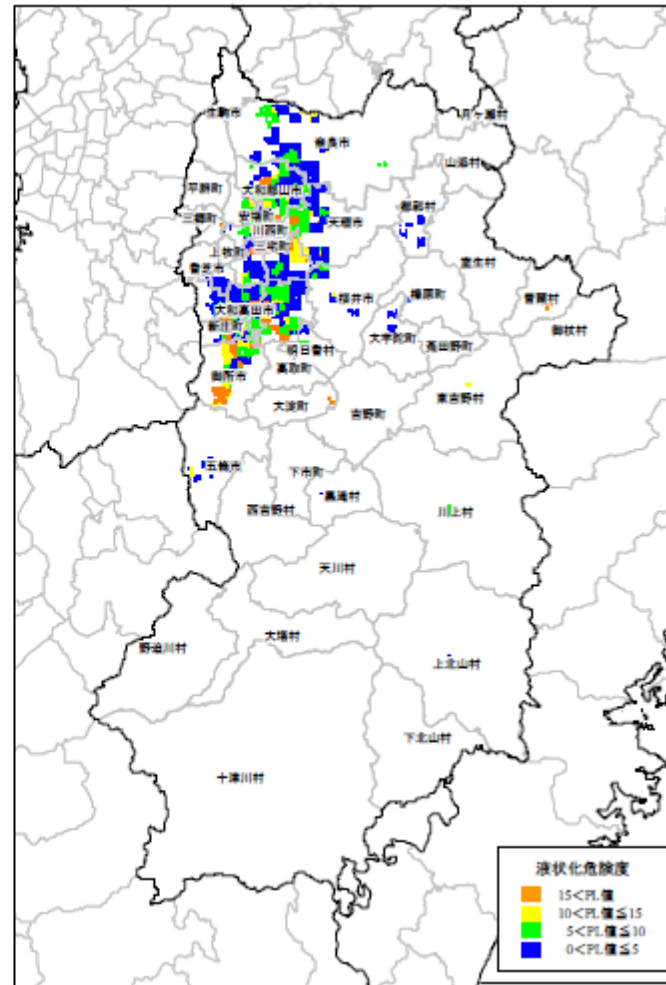 生駒市
奈良市
月ヶ瀬村
山添村
平群町
大和郡山市
都祁村
三郷町
安堵町
川西町
天理市
三宅町
上牧町
室生村
香芝市
桜井市
榛原町
曽爾村
大和高田市
御杖村
新庄町
大宇陀町
菟田野町
明日香村
高取町
御所市
東吉野村
大淀町
吉野町
五條市
下市町
西吉野村
黒滝村
川上村
天川村
大塔村
野迫川村
上北山村
下北山村
十津川村
液状化危険度
15<PL値
10<PL値≦15
5<PL値≦10
0<PL値≦5